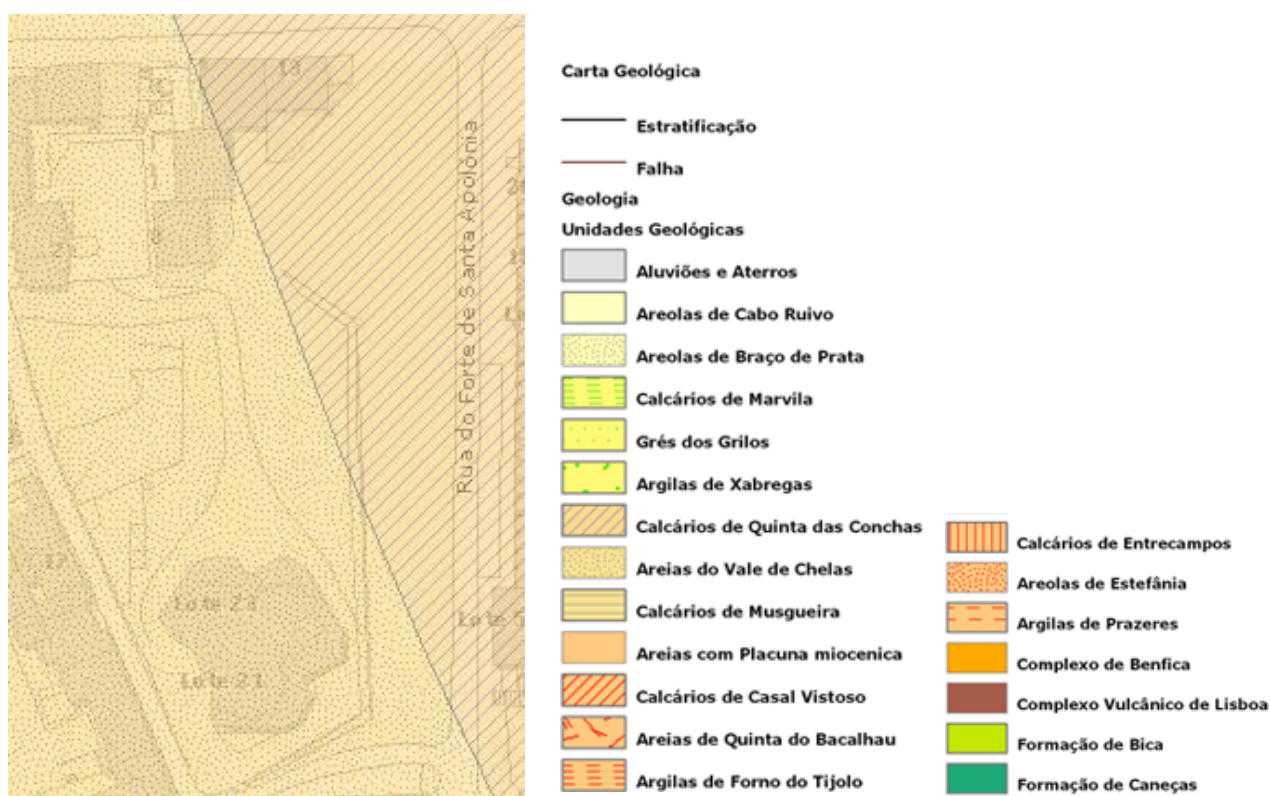 13
Rua do Forte de Santa Apolónia
17
Lote 21
Carta Geológica
Estratificação
Falha
Geologia
Unidades Geológicas
Aluviões e Aterros
Areolas de Cabo Ruivo
Areolas de Braço de Prata
Calcários de Marvila
Grés dos Grilos
Argilas de Xabregas
Calcários de Quinta das Conchas
Areias do Vale de Chelas
Calcários de Musgueira
Areias com Placuna miocenica
Calcários de Casal Vistoso
Areias de Quinta do Bacalhau
Argilas de Forno do Tijolo
Calcários de Entrecampos
Areolas de Estefânia
Argilas de Prazeres
Complexo de Benfica
Complexo Vulcânico de Lisboa
Formação de Bica
Formação de Caneças